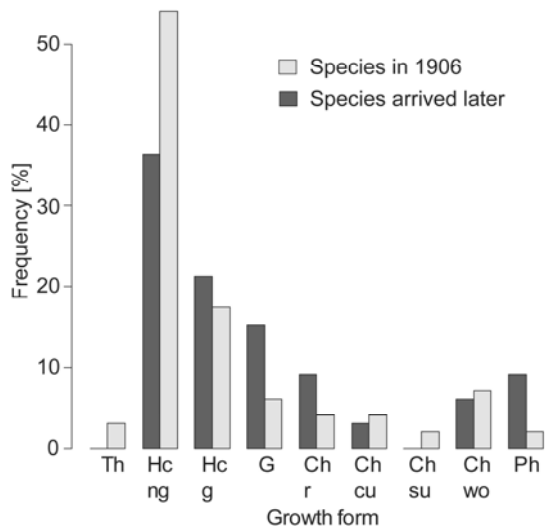 50
Species in 1906
Species arrived later
40
30
20
10
0
Frequency [%]
Th Hc Hc G Ch Ch Ch Ch Ph
ng g r cu su wo
Growth form